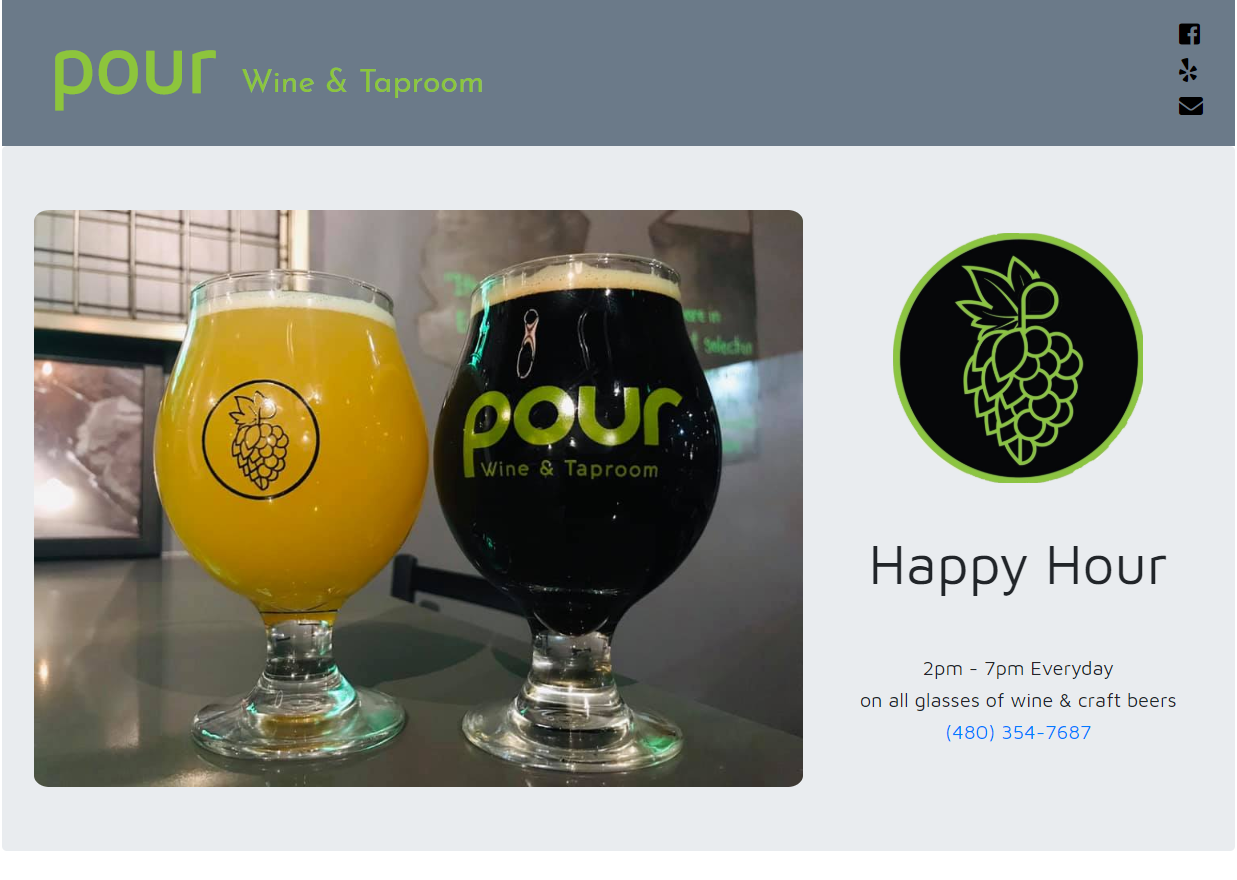 pour Wine & Taproom
pour
Wine & Taproom
Happy Hour
2pm - 7pm Everyday
on all glasses of wine & craft beers
(480) 354-7687